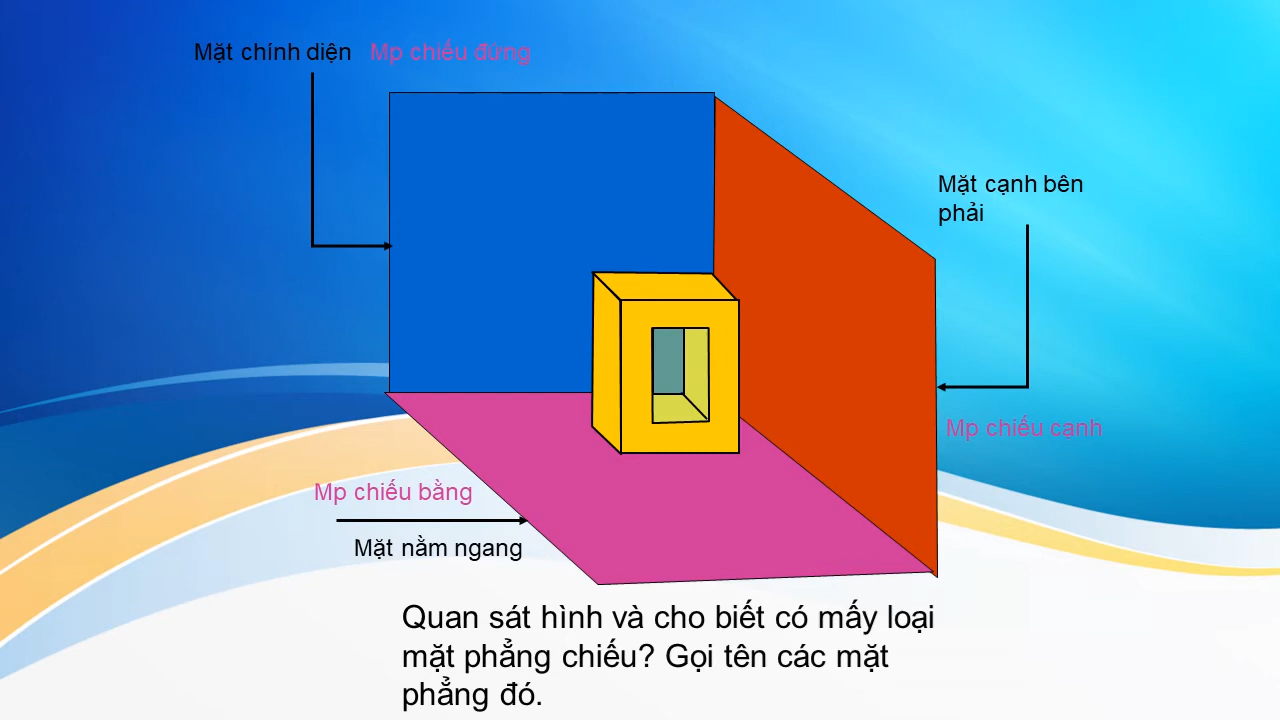 Mặt chính diện Mp chiếu đứng
Mặt cạnh bên
phải
Mp chiếu cạnh
Mp chiếu bằng
Mặt nằm ngang
Quan sát hình và cho biết có mấy loại
mặt phẳng chiếu? Gọi tên các mặt
phẳng đó.